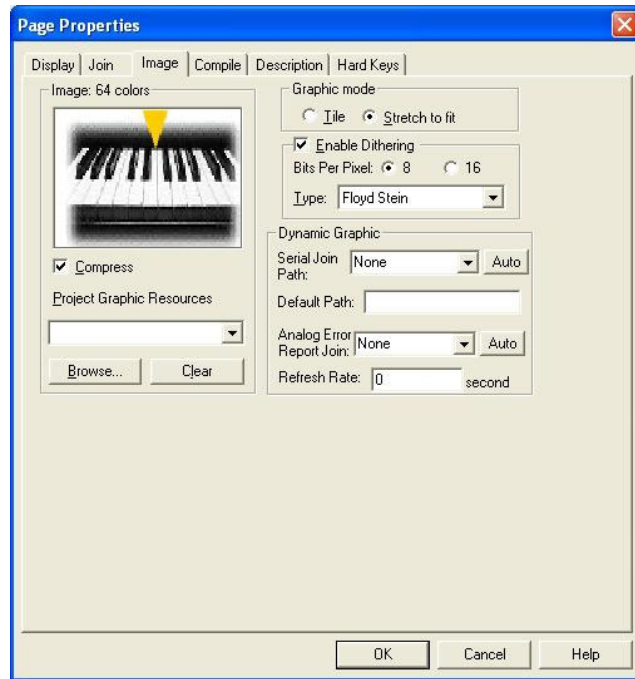 Page Properties
Display Join Image Compile Description Hard Keys
Image: 64 colors
Compress
Project Graphic Resources
Browse... Clear
Graphic mode
Tile Stretch to fit
Enable Dithering
Bits Per Pixel: 8 16
Type: Floyd Stein
Dynamic Graphic
Serial Join Path: None Auto
Default Path:
Analog Error Report Join: None Auto
Refresh Rate: 0 second
OK Cancel Help